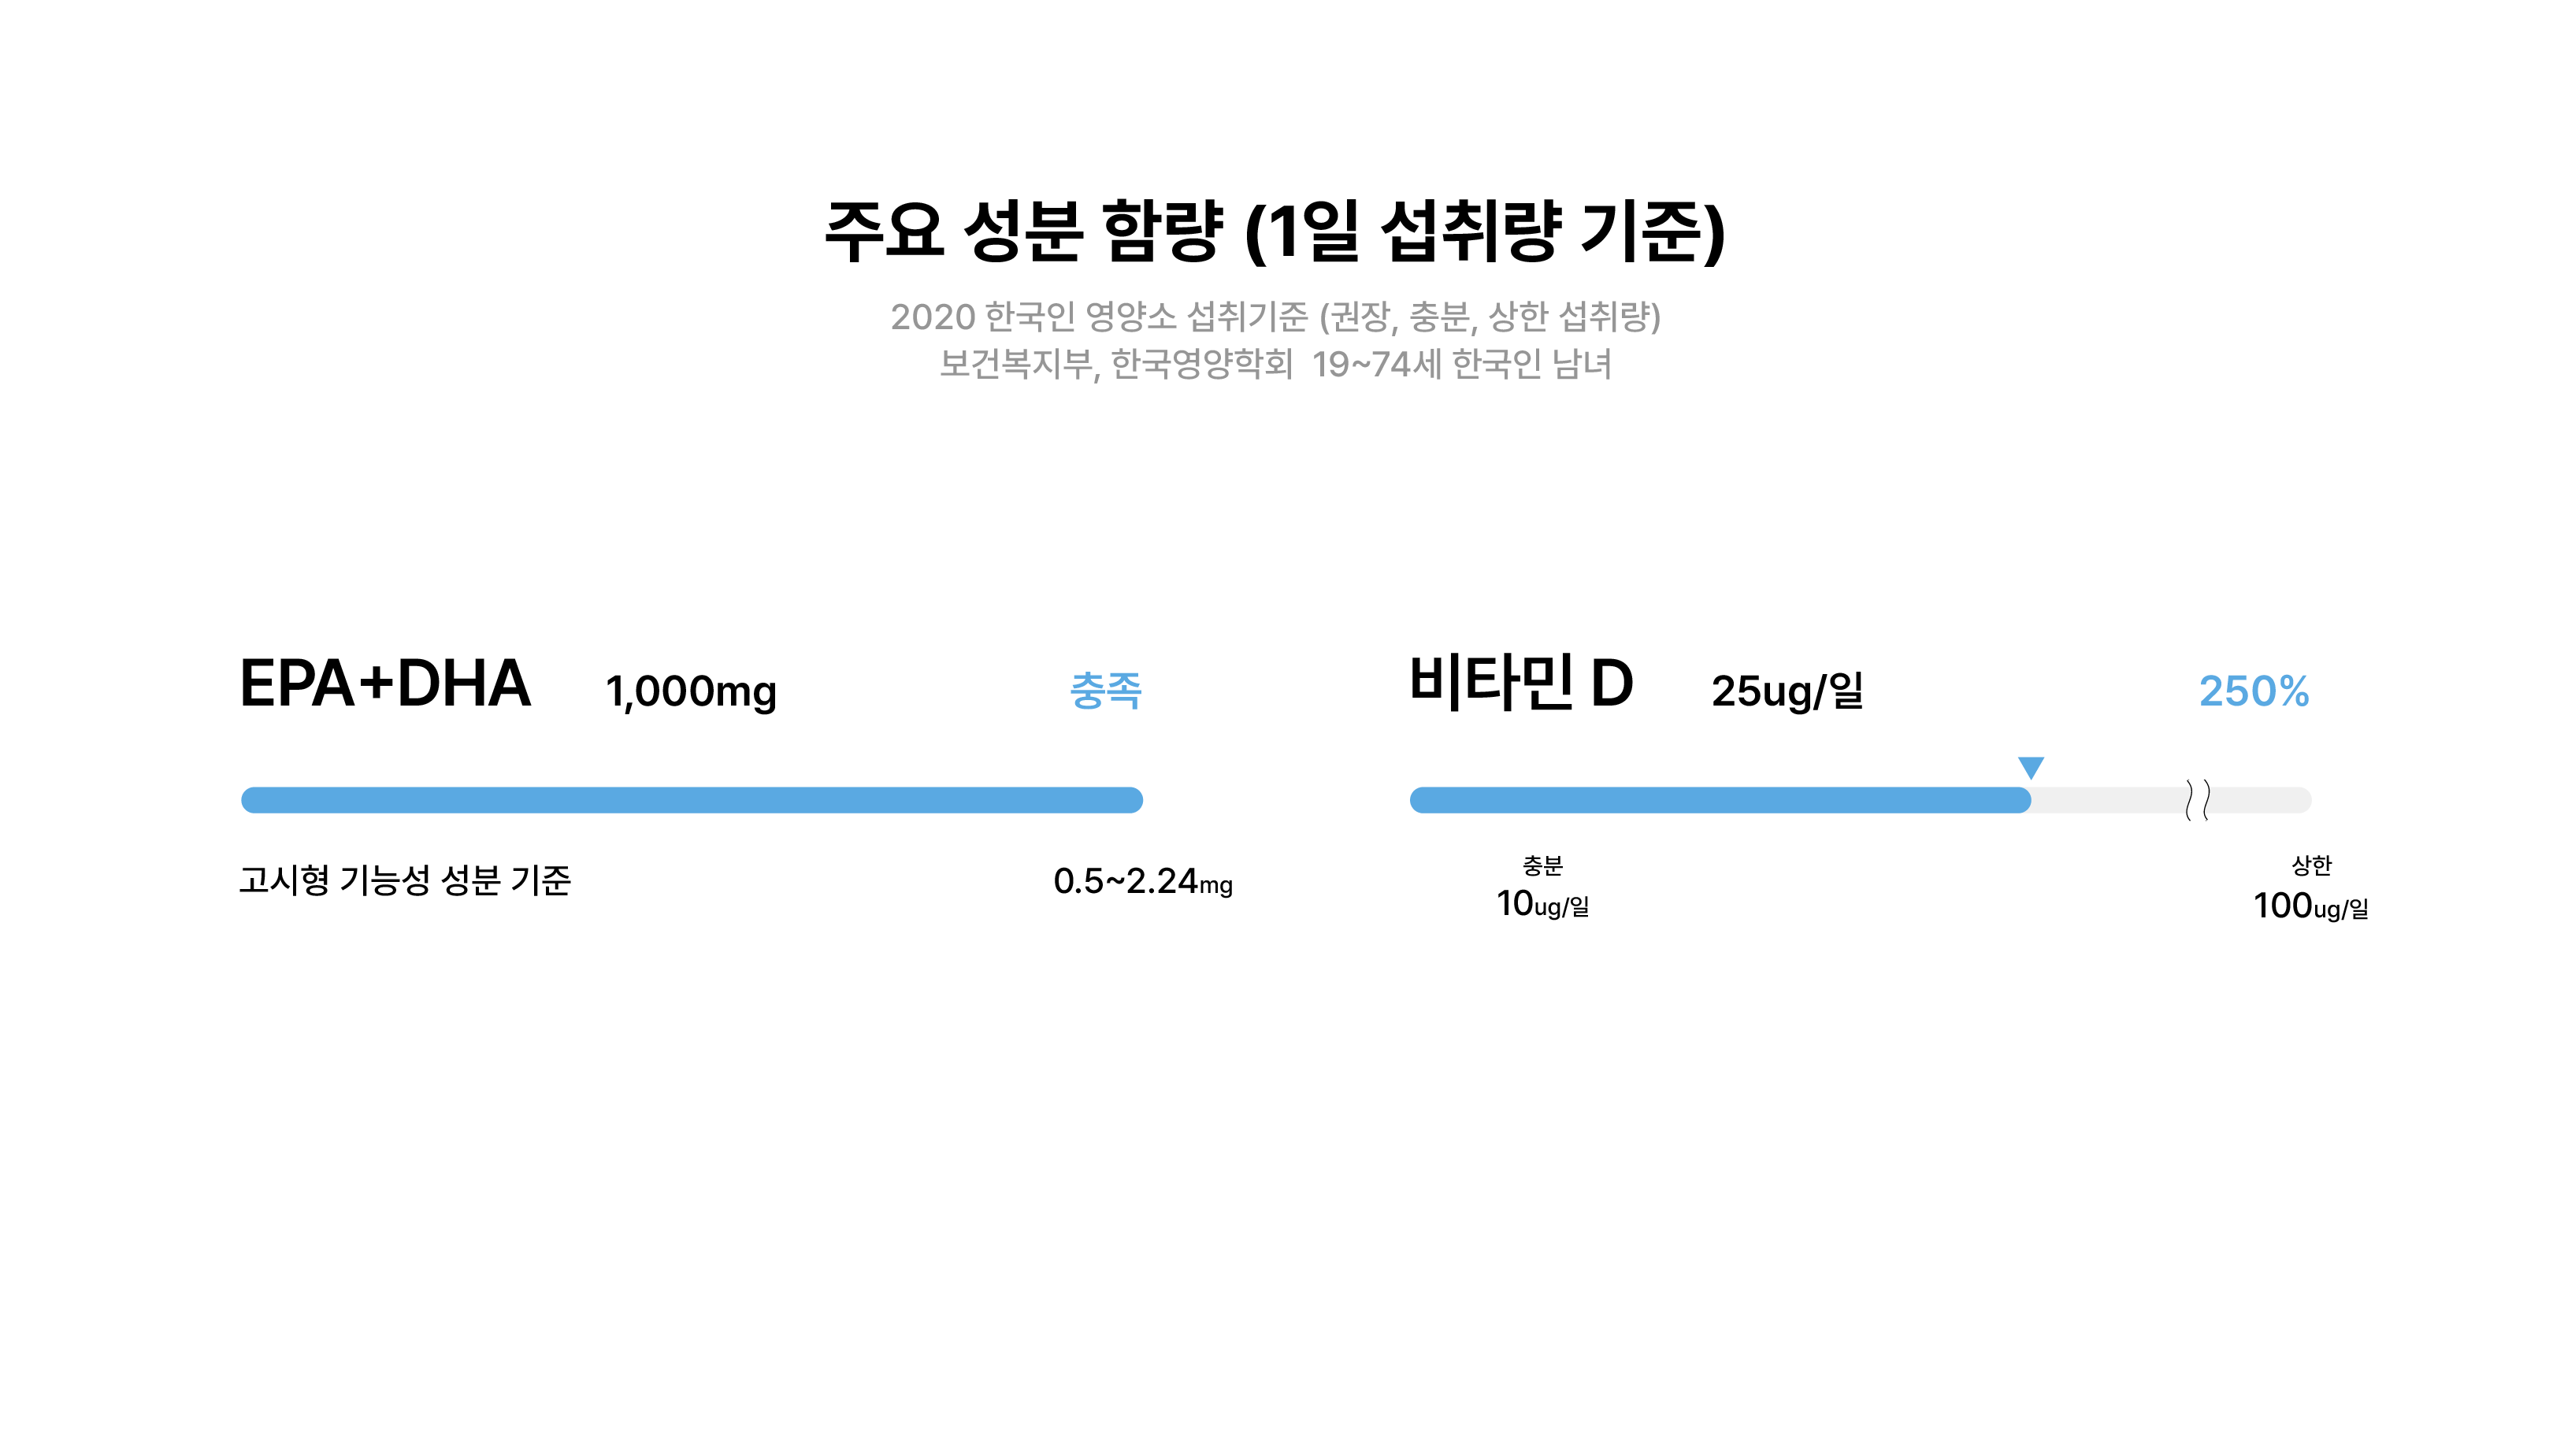 주요 성분 함량 (1일 섭취량 기준)
2020 한국인 영양소 섭취기준 (권장, 충분, 상한 섭취량)
보건복지부, 한국영양학회 19~74세 한국인 남녀
EPA+DHA 1,000mg 충족
고시형 기능성 성분 기준 0.5~2.24mg
비타민 D 25ug/일 250%
충분 상한
10ug/일 100ug/일